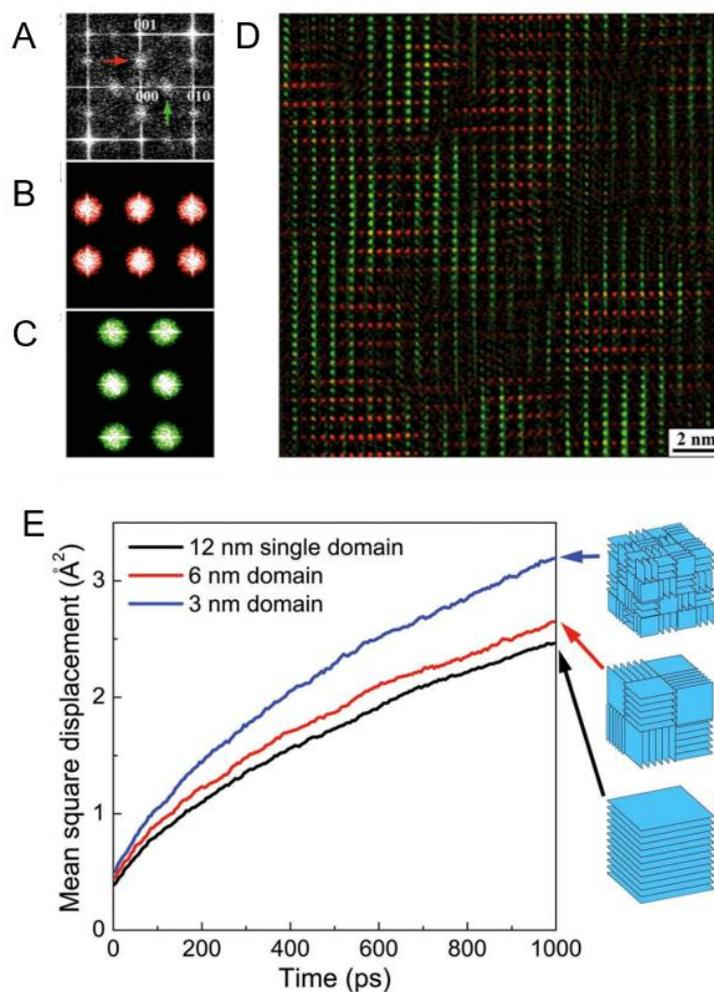 A
001
000
010
B
C
D
2 nm
E
Mean square displacement (Å²)
3
2
1
0
12 nm single domain
6 nm domain
3 nm domain
0
200
400
600
800
1000
Time (ps)